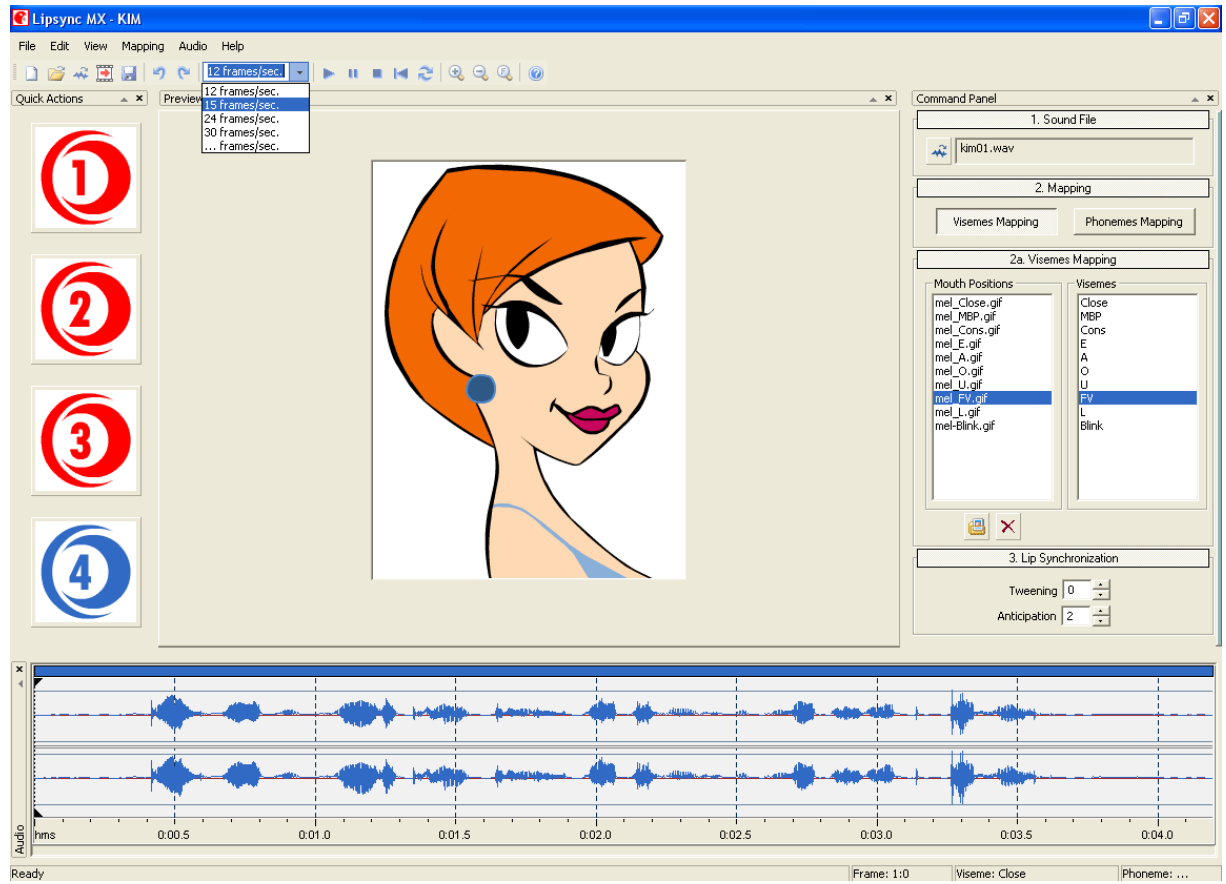 Lipsync MX - KIM
File Edit View Mapping Audio Help
12 frames/sec.
12 frames/sec.
15 frames/sec.
24 frames/sec.
30 frames/sec.
... frames/sec.
Quick Actions
1
2
3
4
Preview
Command Panel
1. Sound File
kim01.wav
2. Mapping
Visemes Mapping Phonemes Mapping
2a. Visemes Mapping
Mouth Positions
mel_Close.gif
mel_MBP.gif
mel_Cons.gif
mel_E.gif
mel_A.gif
mel_O.gif
mel_U.gif
mel_FV.gif
mel_L.gif
mel-Blink.gif
Visemes
Close
MBP
Cons
E
A
O
U
FV
L
Blink
3. Lip Synchronization
Tweening 0
Anticipation 2
Audio
hms 0:00.5 0:01.0 0:01.5 0:02.0 0:02.5 0:03.0 0:03.5 0:04.0
Ready Frame: 1:0 Viseme: Close Phoneme: ...